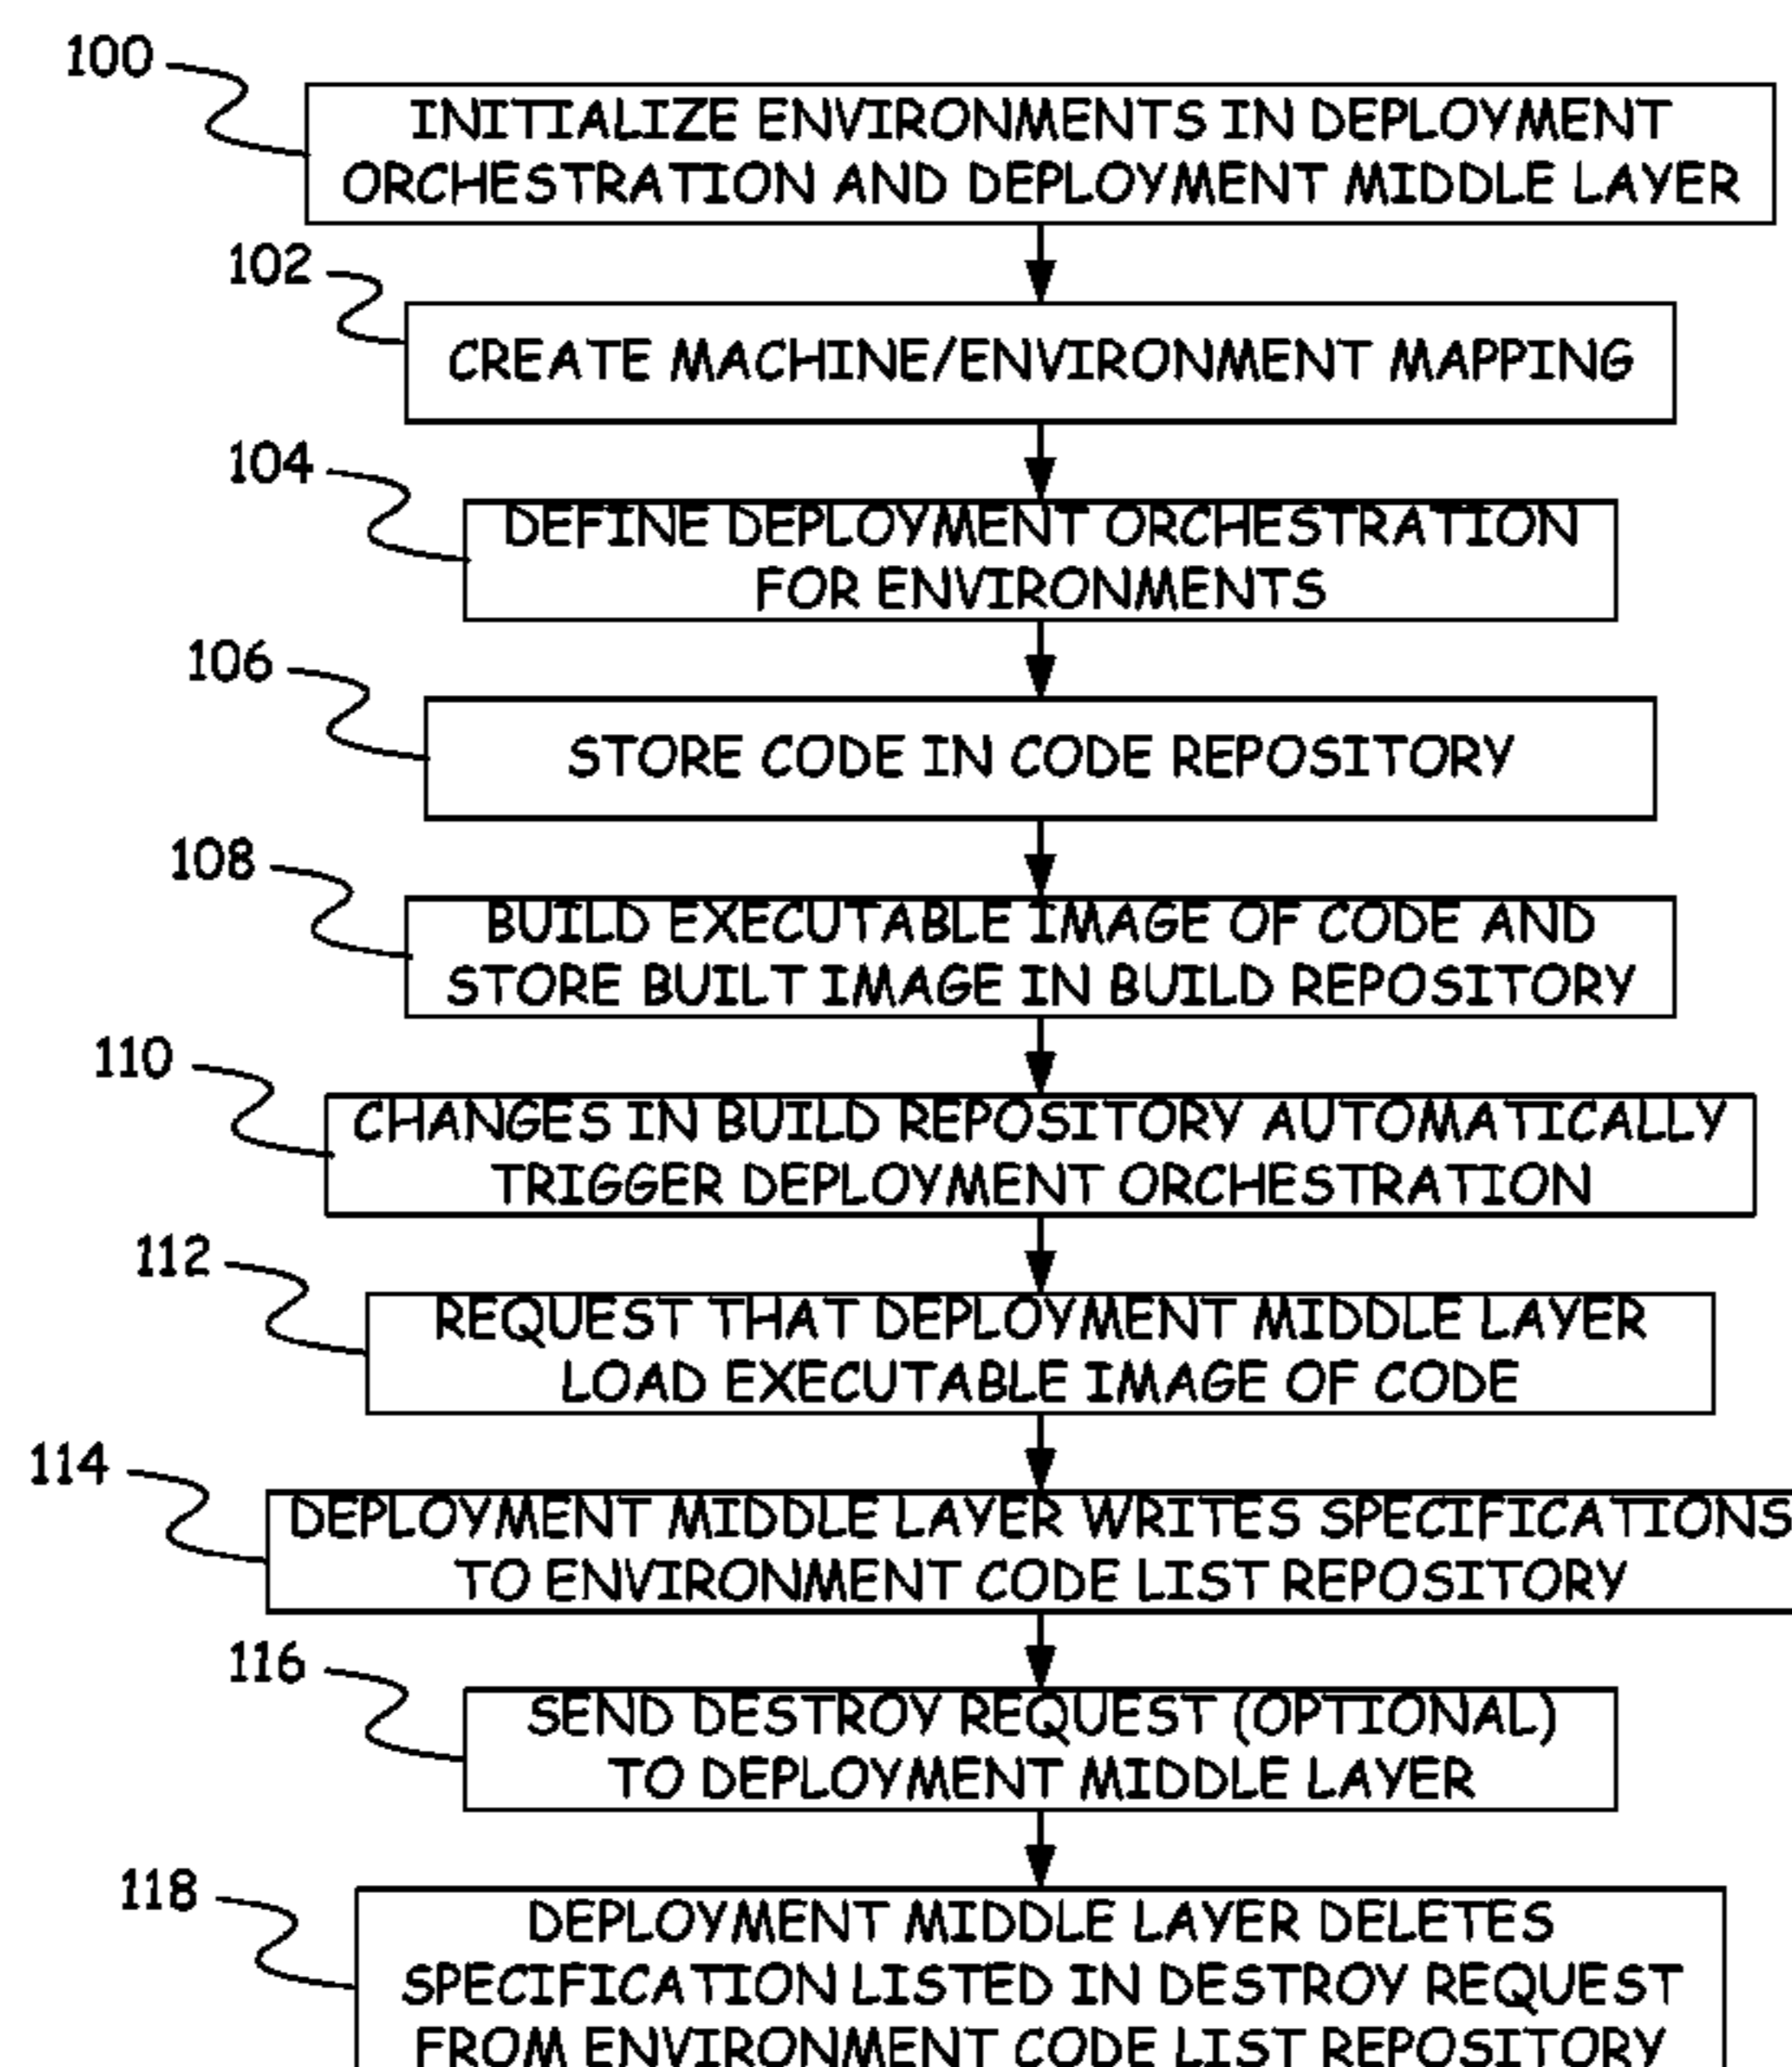 100
INITIALIZE ENVIRONMENTS IN DEPLOYMENT
ORCHESTRATION AND DEPLOYMENT MIDDLE LAYER
102
CREATE MACHINE/ENVIRONMENT MAPPING
104
DEFINE DEPLOYMENT ORCHESTRATION
FOR ENVIRONMENTS
106
STORE CODE IN CODE REPOSITORY
108
BUILD EXECUTABLE IMAGE OF CODE AND
STORE BUILT IMAGE IN BUILD REPOSITORY
110
CHANGES IN BUILD REPOSITORY AUTOMATICALLY
TRIGGER DEPLOYMENT ORCHESTRATION
112
REQUEST THAT DEPLOYMENT MIDDLE LAYER
LOAD EXECUTABLE IMAGE OF CODE
114
DEPLOYMENT MIDDLE LAYER WRITES SPECIFICATIONS
TO ENVIRONMENT CODE LIST REPOSITORY
116
SEND DESTROY REQUEST (OPTIONAL)
TO DEPLOYMENT MIDDLE LAYER
118
DEPLOYMENT MIDDLE LAYER DELETES
SPECIFICATION LISTED IN DESTROY REQUEST
FROM ENVIRONMENT CODE LIST REPOSITORY